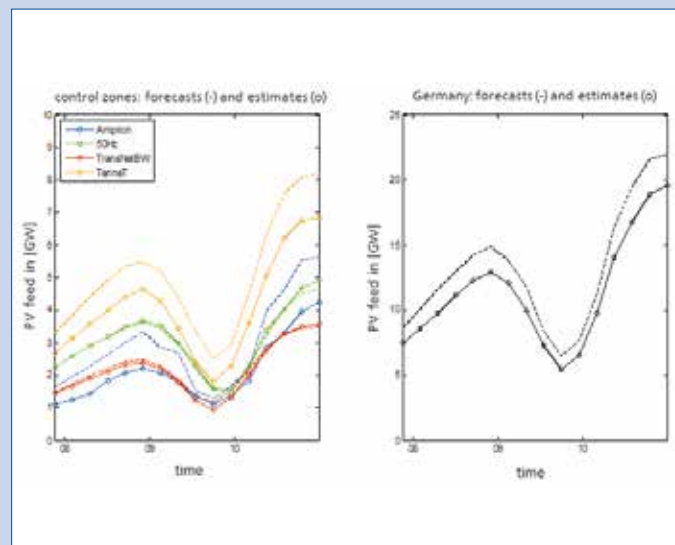 control zones: forecasts (-) and estimates (o)
10
9
8
7
6
5
4
3
2
1
0
PV feed in [GW]
Amprion
50Hz
TransnetBW
TenneT
08
09
10
time
Germany: forecasts (-) and estimates (o)
25
20
15
10
5
0
PV feed in [GW]
08
09
10
time